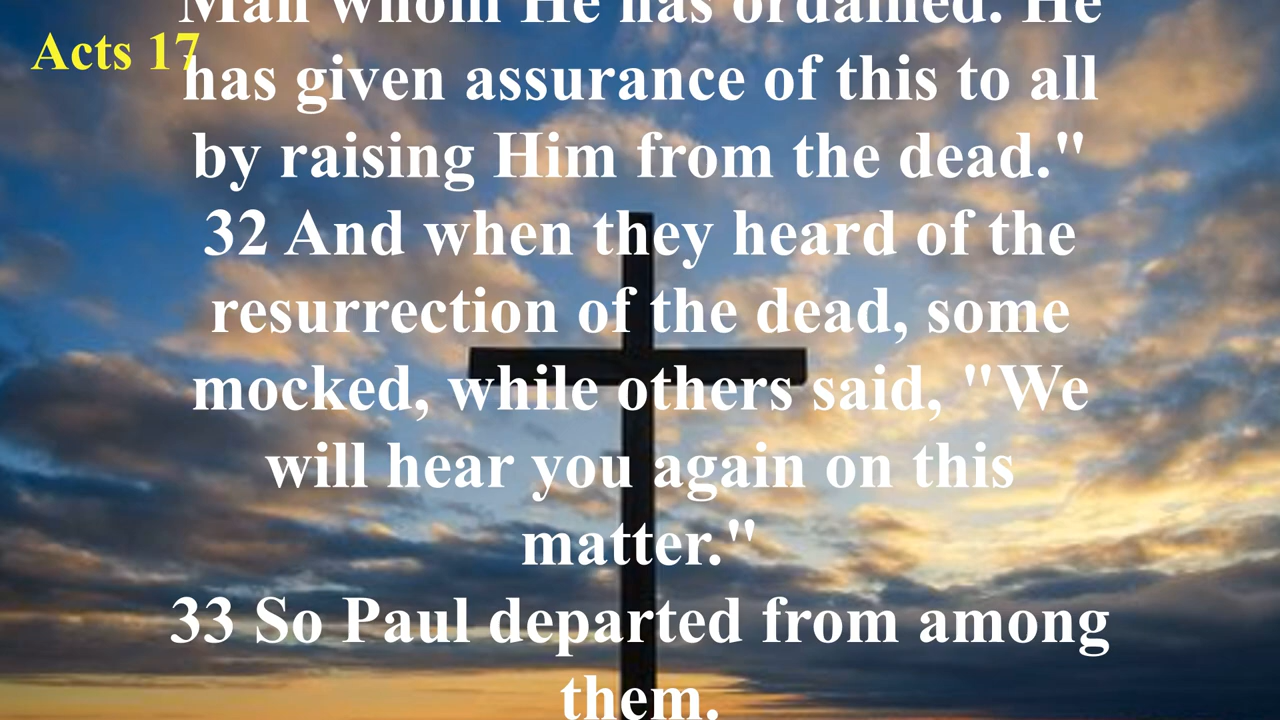 Man whom He has ordained. He
Acts 17
has given assurance of this to all
by raising Him from the dead."
32 And when they heard of the
resurrection of the dead, some
mocked, while others said, "We
will hear you again on this
matter."
33 So Paul departed from among
them.